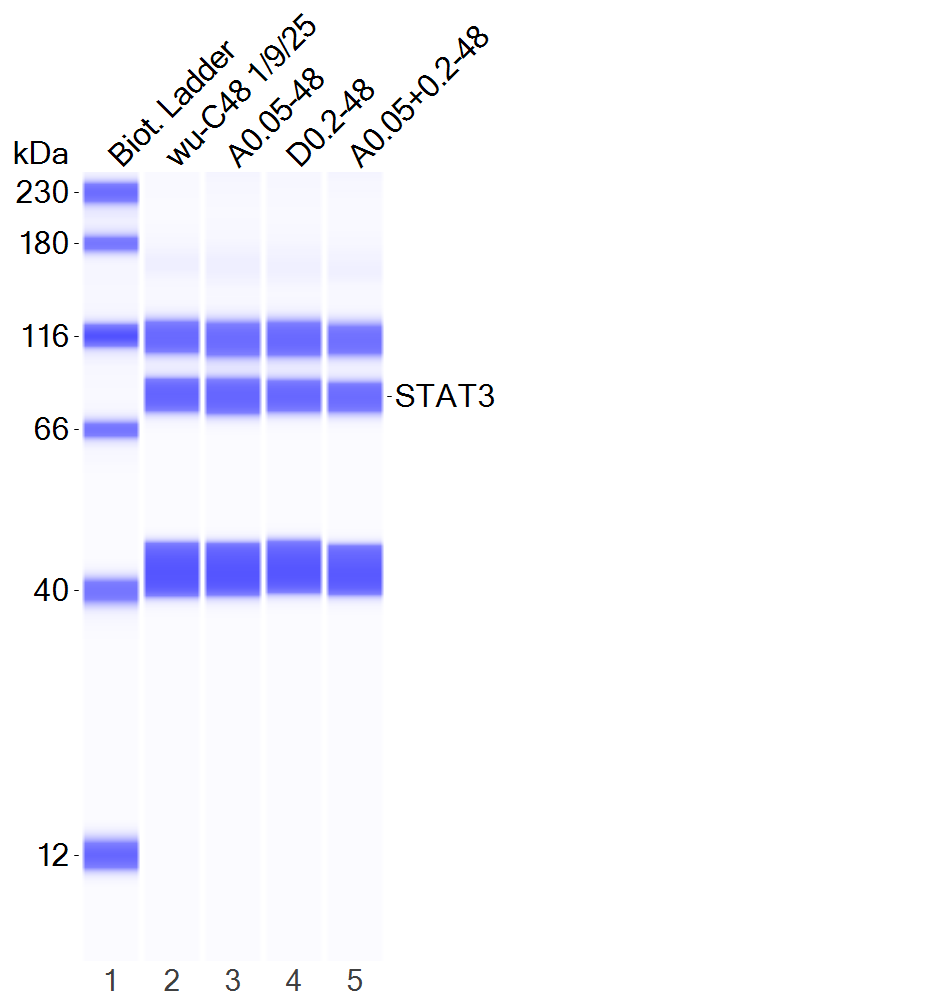 Biot. Ladder
wu-C48 1/9/25
A0.05-48
D0.2-48
A0.05+0.2-48
kDa
230
180
116
STAT3
66
40
12
1 2 3 4 5